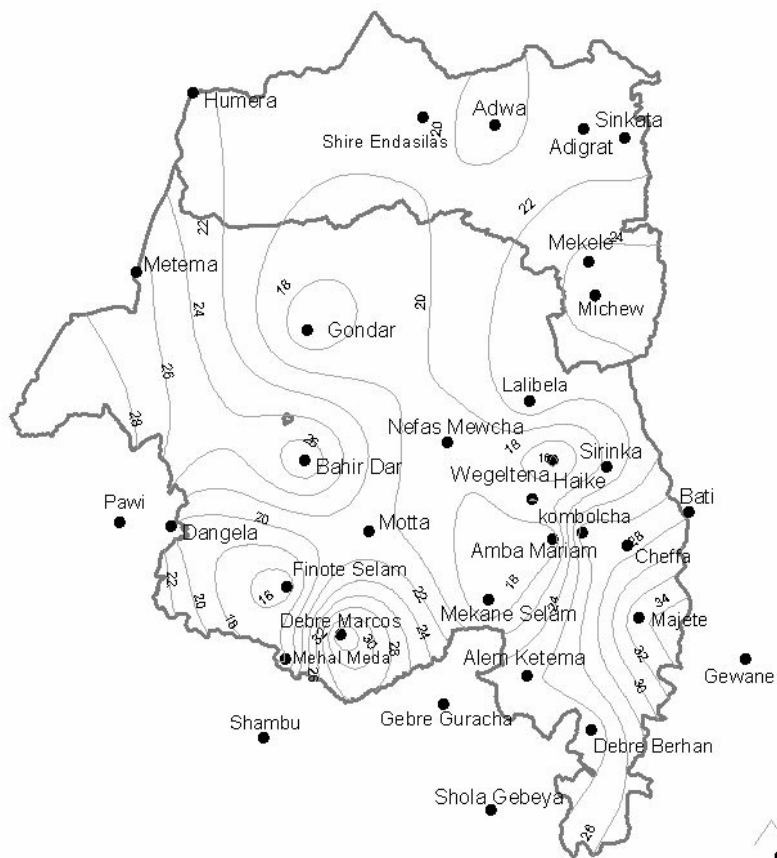 Humera
Adwa
20
Sinkata
Shire Endasilas
Adigrat
22
22
24
Mekele
Metema
18
20
Michew
24
Gondar
26
Lalibela
28
Nefas Mewcha
18
26
16
Sirinka
Bahir Dar
Wegeltena
Haike
Pawi
Bati
20
Dangela
Motta
kombolcha
28
Amba Mariam
Cheffa
22
Finote Selam
16
20
18
22
18
24
34
Mekane Selam
Debre Marcos
Majete
32
30
24
28
32
Mehal Meda
26
Alem Ketema
30
Gewane
Gebre Guracha
Shambu
Debre Berhan
Shola Gebeya
28